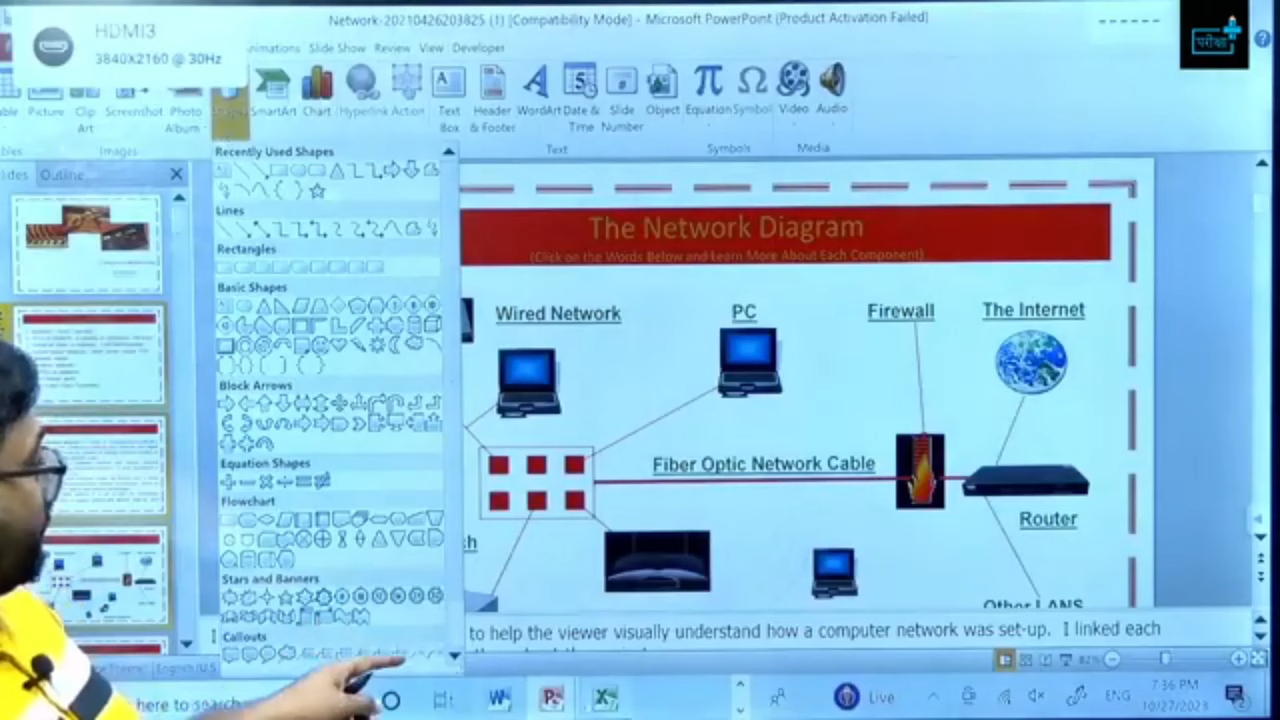 HDMI3
3840X2160 @ 30Hz
Network-20210426203825 (1) [Compatibility Mode] - Microsoft PowerPoint (Product Activation Failed)
परीक्षा
Animations Slide Show Review View Developer
Picture Clip Art Screenshot Photo Album Shapes SmartArt Chart Hyperlink Action Text Box Header & Footer WordArt Date & Time Slide Number Object Equation Symbol Video Audio
Images Text Symbols Media
Outline
Recently Used Shapes
Lines
Rectangles
Basic Shapes
Block Arrows
Equation Shapes
Flowchart
Stars and Banners
Callouts
The Network Diagram
(Click on the Words Below and Learn More About Each Component)
Wired Network
PC
Firewall
The Internet
Fiber Optic Network Cable
Router
Other LANS
to help the viewer visually understand how a computer network was set-up. I linked each
English (U.S
82%
here to search
Live
ENG
7:36 PM
10/27/2023